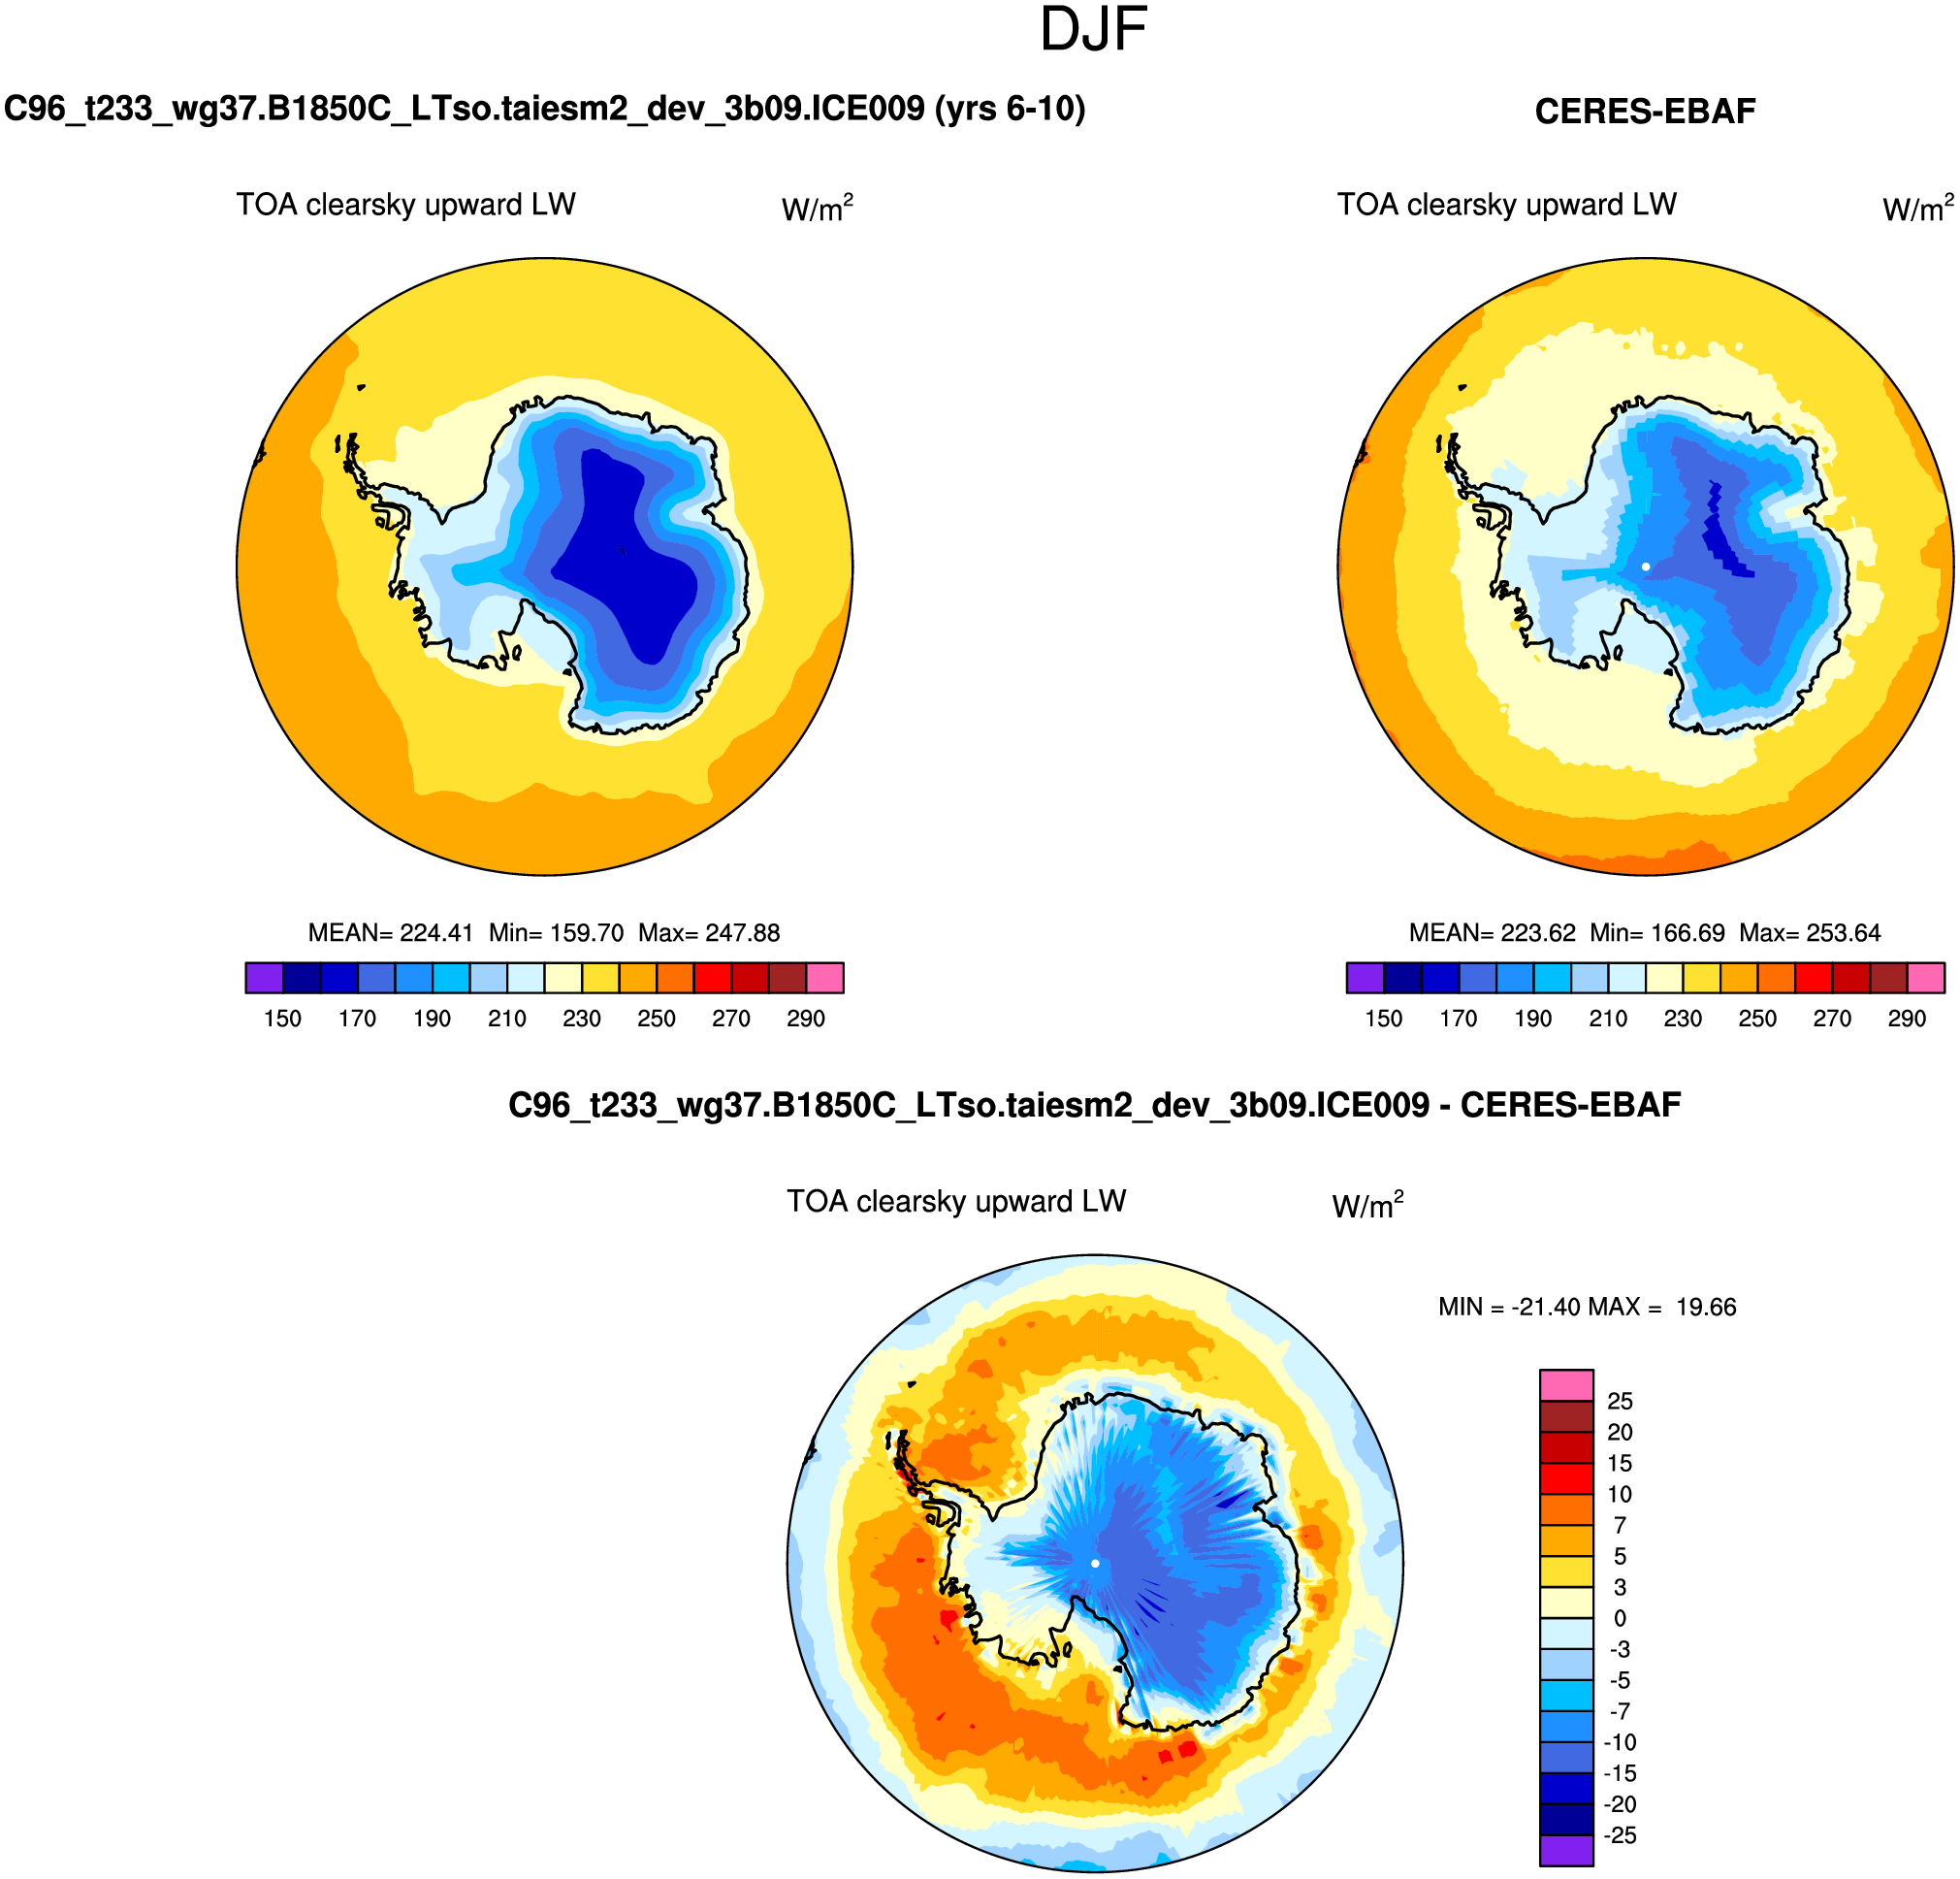 DJF
C96_t233_wg37.B1850C_LTso.taiesm2_dev_3b09.ICE009 (yrs 6-10)
CERES-EBAF
TOA clearsky upward LW W/m²
TOA clearsky upward LW W/m²
MEAN= 224.41 Min= 159.70 Max= 247.88
MEAN= 223.62 Min= 166.69 Max= 253.64
150 170 190 210 230 250 270 290
150 170 190 210 230 250 270 290
C96_t233_wg37.B1850C_LTso.taiesm2_dev_3b09.ICE009 - CERES-EBAF
TOA clearsky upward LW W/m²
MIN = -21.40 MAX = 19.66
25
20
15
10
7
5
3
0
-3
-5
-7
-10
-15
-20
-25